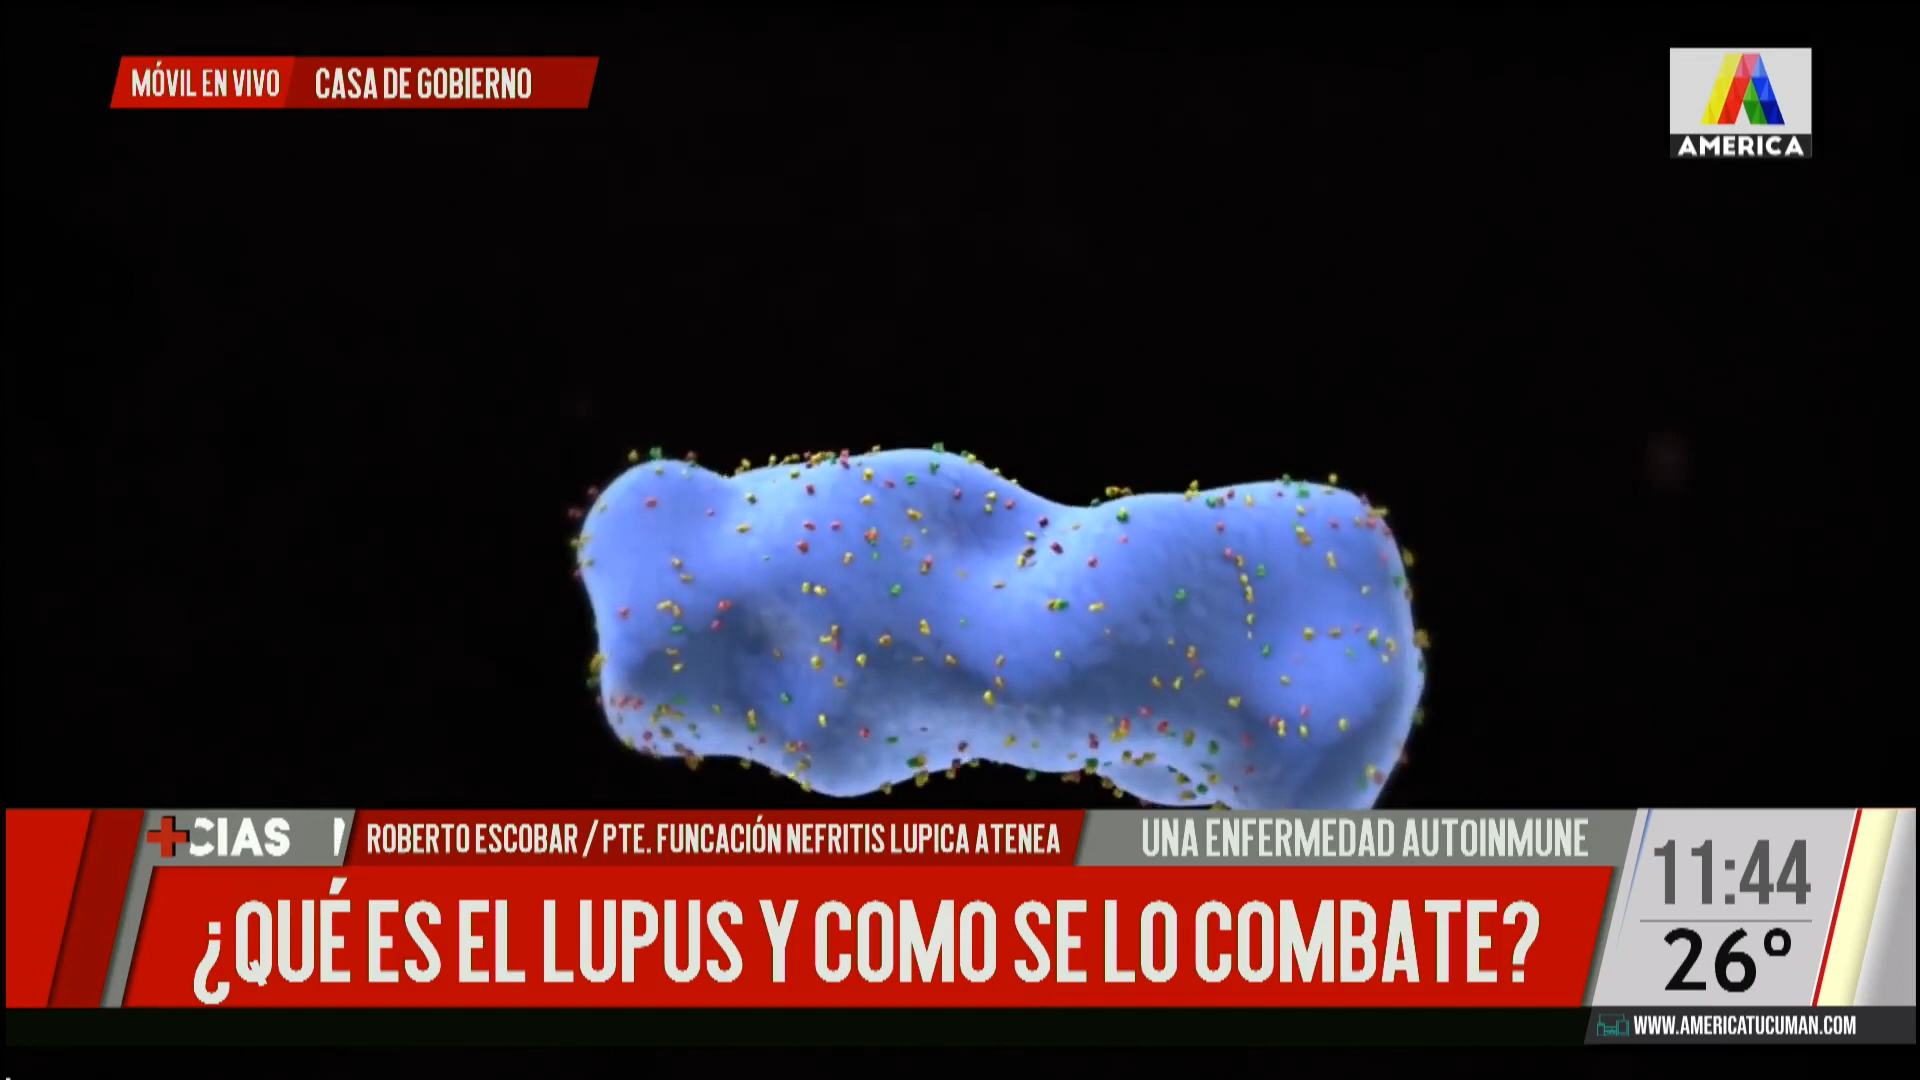 MÓVIL EN VIVO CASA DE GOBIERNO
AMERICA
CIAS
ROBERTO ESCOBAR / PTE. FUNCACIÓN NEFRITIS LUPICA ATENEA
UNA ENFERMEDAD AUTOINMUNE
¿QUÉ ES EL LUPUS Y COMO SE LO COMBATE?
11:44
26°
WWW.AMERICATUCUMAN.COM